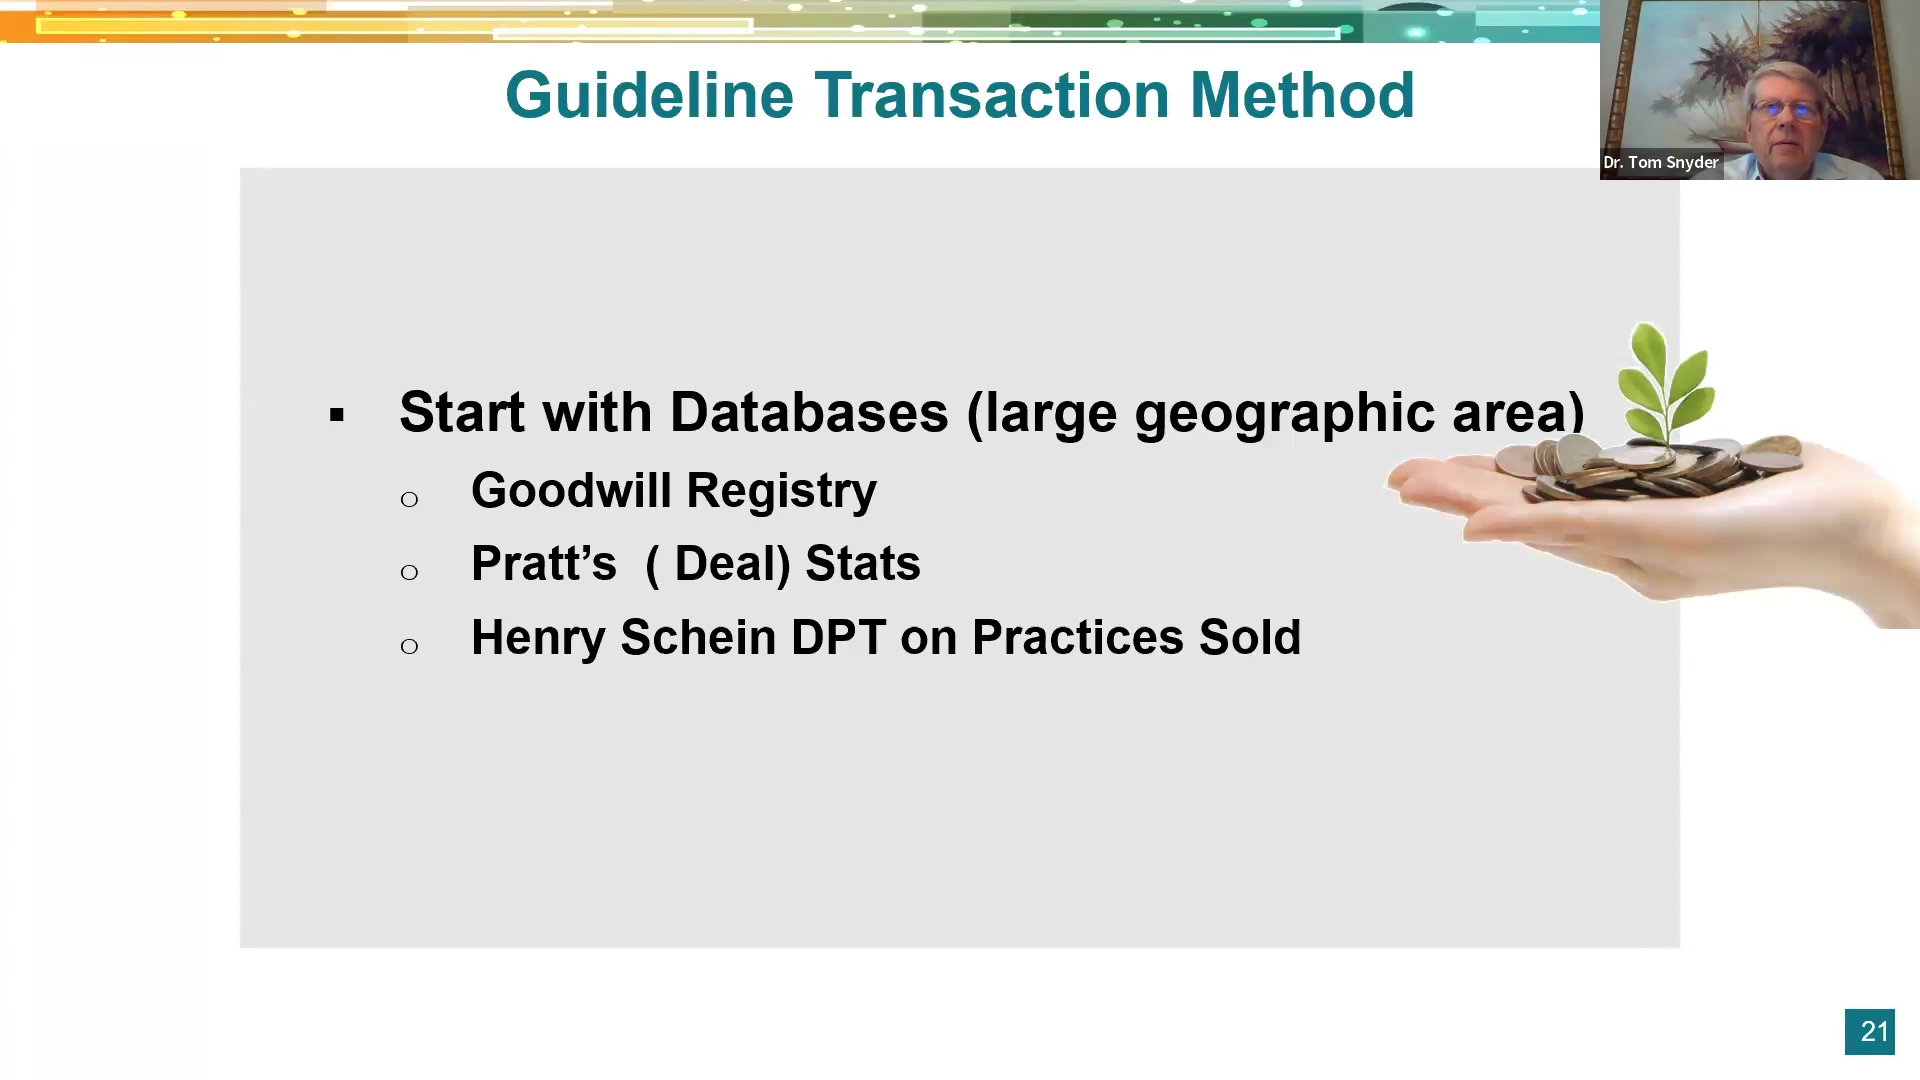 Guideline Transaction Method
Dr. Tom Snyder
▪ Start with Databases (large geographic area)
o Goodwill Registry
o Pratt’s ( Deal) Stats
o Henry Schein DPT on Practices Sold
21